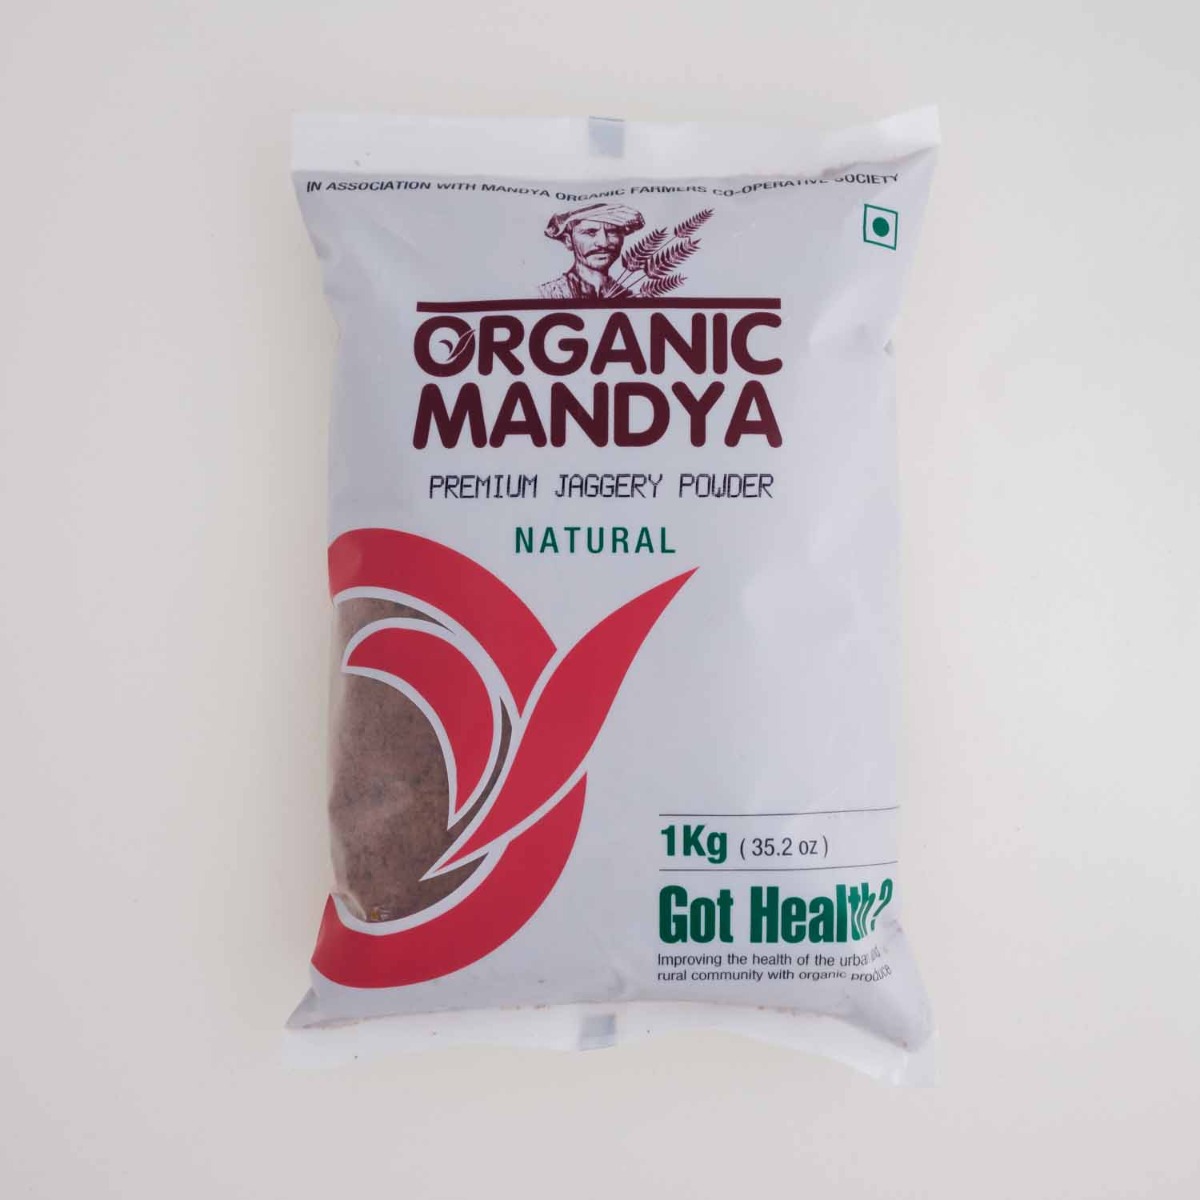 IN ASSOCIATION WITH MANDYA ORGANIC FARMERS CO-OPERATIVE SOCIETY
ORGANIC
MANDYA
PREMIUM JAGGERY POWDER
NATURAL
1Kg (35.2 oz)
Got Health?
Improving the health of the urban and
rural community with organic produce